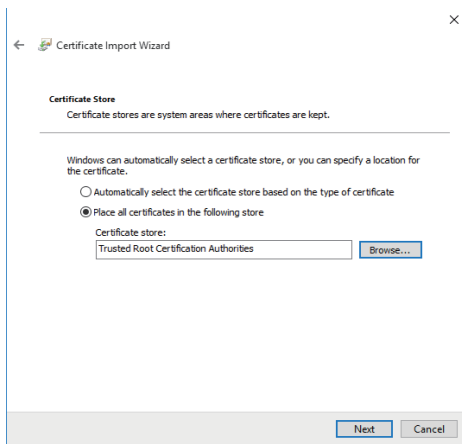 Certificate Import Wizard
Certificate Store
Certificate stores are system areas where certificates are kept.
Windows can automatically select a certificate store, or you can specify a location for
the certificate.
Automatically select the certificate store based on the type of certificate
Place all certificates in the following store
Certificate store:
Trusted Root Certification Authorities
Browse...
Next
Cancel